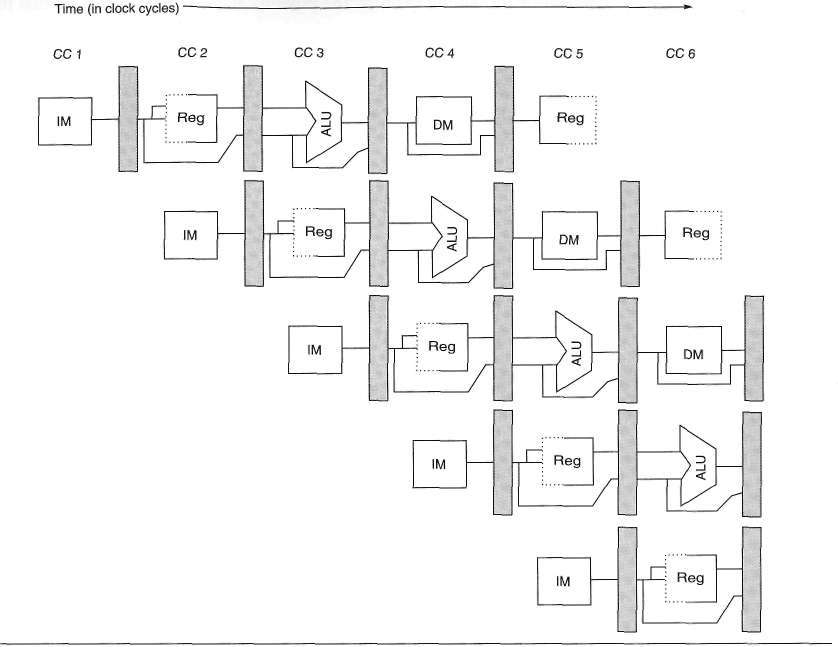 Time (in clock cycles)
CC 1 CC 2 CC 3 CC 4 CC 5 CC 6
IM Reg ALU DM Reg
IM Reg ALU DM Reg
IM Reg ALU DM
IM Reg ALU
IM Reg